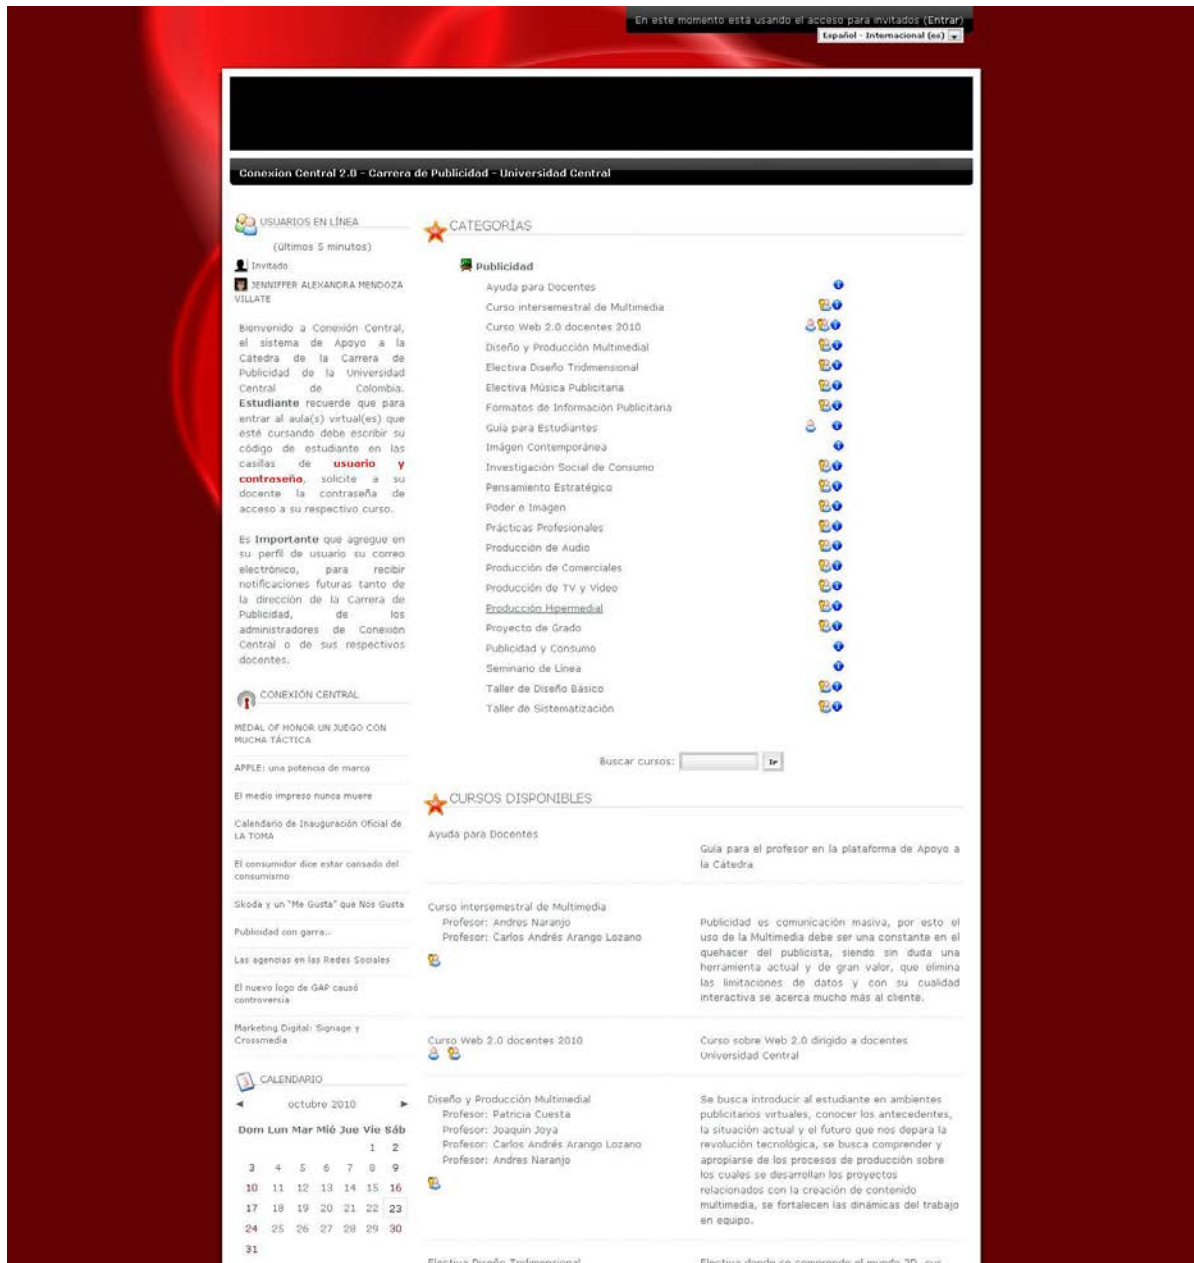 En este momento está usando el acceso para invitados (Entrar)
Español - Internacional (es)
Conexion Central 2.0 - Carrera de Publicidad - Universidad Central
USUARIOS EN LÍNEA
(últimos 5 minutos)
Invitado
JENNIFFER ALEXANDRA MENDOZA
VILLATE
Bienvenido a Conexión Central,
el sistema de Apoyo a la
Cátedra de la Carrera de
Publicidad de la Universidad
Central de Colombia.
Estudiante recuerde que para
entrar al aula(s) virtual(es) que
esté cursando debe escribir su
código de estudiante en las
casillas de usuario y
contraseña, solicite a su
docente la contraseña de
acceso a su respectivo curso.
Es Importante que agregue en
su perfil de usuario su correo
electrónico, para recibir
notificaciones futuras tanto de
la dirección de la Carrera de
Publicidad, de los
administradores de Conexión
Central o de sus respectivos
docentes.
CONEXIÓN CENTRAL
MEDAL OF HONOR UN JUEGO CON
MUCHA TÁCTICA
APPLE: una potencia de marca
El medio impreso nunca muere
Calendario de Inauguración Oficial de
LA TOMA
El consumidor dice estar cansado del
consumismo
Skoda y un "Me Gusta" que Nos Gusta
Publicidad con garra...
Las agencias en las Redes Sociales
El nuevo logo de GAP causó
controversia
Marketing Digital: Signage y
Crossmedia
CALENDARIO
◄ octubre 2010 ►
Dom Lun Mar Mié Jue Vie Sáb
1 2
3 4 5 6 7 8 9
10 11 12 13 14 15 16
17 18 19 20 21 22 23
24 25 26 27 28 29 30
31
CATEGORÍAS
Publicidad
Ayuda para Docentes
Curso intersemestral de Multimedia
Curso Web 2.0 docentes 2010
Diseño y Producción Multimedial
Electiva Diseño Tridimensional
Electiva Música Publicitaria
Formatos de Información Publicitaria
Guía para Estudiantes
Imágen Contemporánea
Investigación Social de Consumo
Pensamiento Estratégico
Poder e Imagen
Prácticas Profesionales
Producción de Audio
Producción de Comerciales
Producción de TV y Video
Producción Hipermedial
Proyecto de Grado
Publicidad y Consumo
Seminario de Línea
Taller de Diseño Básico
Taller de Sistematización
Buscar cursos: Ir
CURSOS DISPONIBLES
Ayuda para Docentes
Guía para el profesor en la plataforma de Apoyo a
la Cátedra
Curso intersemestral de Multimedia
Profesor: Andres Naranjo
Profesor: Carlos Andrés Arango Lozano
Publicidad es comunicación masiva, por esto el
uso de la Multimedia debe ser una constante en el
quehacer del publicista, siendo sin duda una
herramienta actual y de gran valor, que elimina
las limitaciones de datos y con su cualidad
interactiva se acerca mucho más al cliente.
Curso Web 2.0 docentes 2010
Curso sobre Web 2.0 dirigido a docentes
Universidad Central
Diseño y Producción Multimedial
Profesor: Patricia Cuesta
Profesor: Joaquín Joya
Profesor: Carlos Andrés Arango Lozano
Profesor: Andres Naranjo
Se busca introducir al estudiante en ambientes
publicitarios virtuales, conocer los antecedentes,
la situación actual y el futuro que nos depara la
revolución tecnológica, se busca comprender y
apropiarse de los procesos de producción sobre
los cuales se desarrollan los proyectos
relacionados con la creación de contenido
multimedia, se fortalecen las dinámicas del trabajo
en equipo.
Electiva Diseño Tridimensional
Electiva donde se comprende el mundo 3D, sus